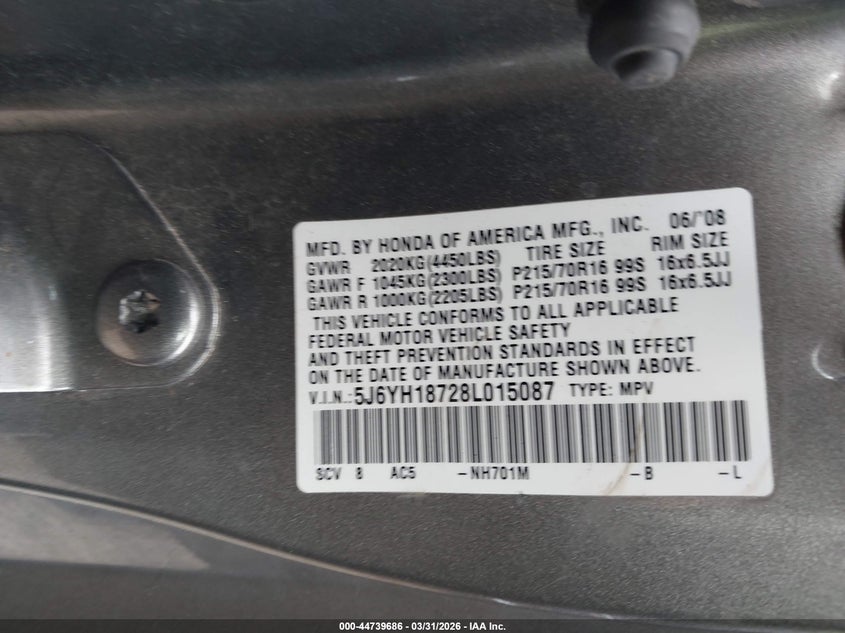 MFD. BY HONDA OF AMERICA MFG., INC. 06/'08
GVWR 2020KG(4450LBS) TIRE SIZE RIM SIZE
GAWR F 1045KG(2300LBS) P215/70R16 99S 16x6.5JJ
GAWR R 1000KG(2205LBS) P215/70R16 99S 16x6.5JJ
THIS VEHICLE CONFORMS TO ALL APPLICABLE
FEDERAL MOTOR VEHICLE SAFETY
AND THEFT PREVENTION STANDARDS IN EFFECT
ON THE DATE OF MANUFACTURE SHOWN ABOVE.
V.I.N.:5J6YH18728L015087 TYPE: MPV
SCV 8 AC5 -NH701M -B -L
000-44739686 - 03/31/2026 - IAA Inc.